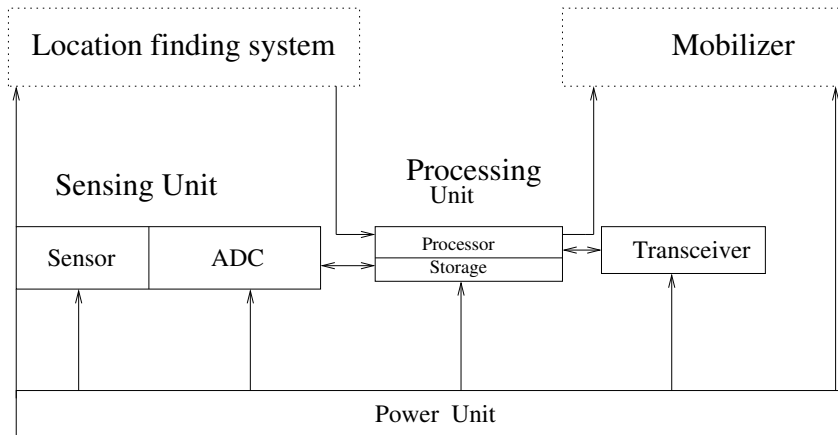 Location finding system
Mobilizer
Sensing Unit
Processing
Unit
Sensor
ADC
Processor
Storage
Transceiver
Power Unit